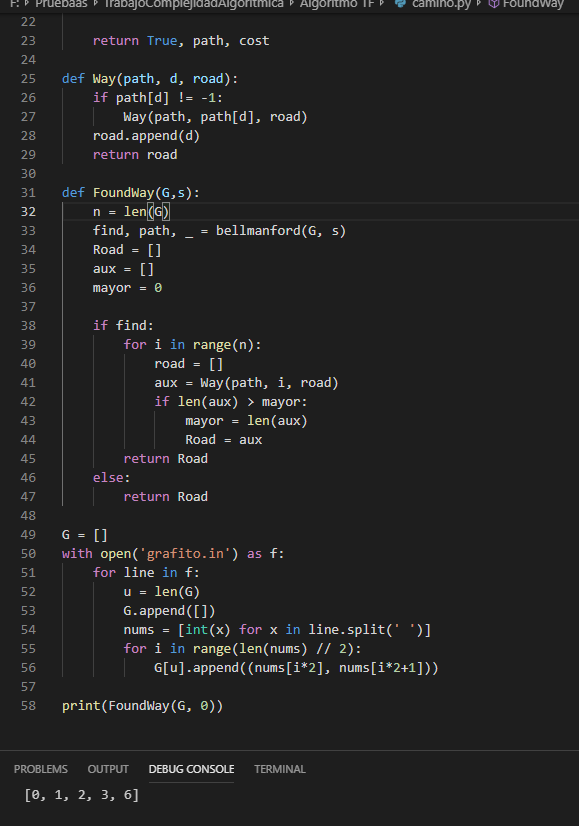 F: › Pruebaas › TrabajoComplejidadAlgoritmica › Algoritmo TF › camino.py › FoundWay
22
23 return True, path, cost
24
25 def Way(path, d, road):
26 if path[d] != -1:
27 Way(path, path[d], road)
28 road.append(d)
29 return road
30
31 def FoundWay(G,s):
32 n = len(G)
33 find, path, _ = bellmanford(G, s)
34 Road = []
35 aux = []
36 mayor = 0
37
38 if find:
39 for i in range(n):
40 road = []
41 aux = Way(path, i, road)
42 if len(aux) > mayor:
43 mayor = len(aux)
44 Road = aux
45 return Road
46 else:
47 return Road
48
49 G = []
50 with open('grafito.in') as f:
51 for line in f:
52 u = len(G)
53 G.append([])
54 nums = [int(x) for x in line.split(' ')]
55 for i in range(len(nums) // 2):
56 G[u].append((nums[i*2], nums[i*2+1]))
57
58 print(FoundWay(G, 0))
PROBLEMS OUTPUT DEBUG CONSOLE TERMINAL
[0, 1, 2, 3, 6]